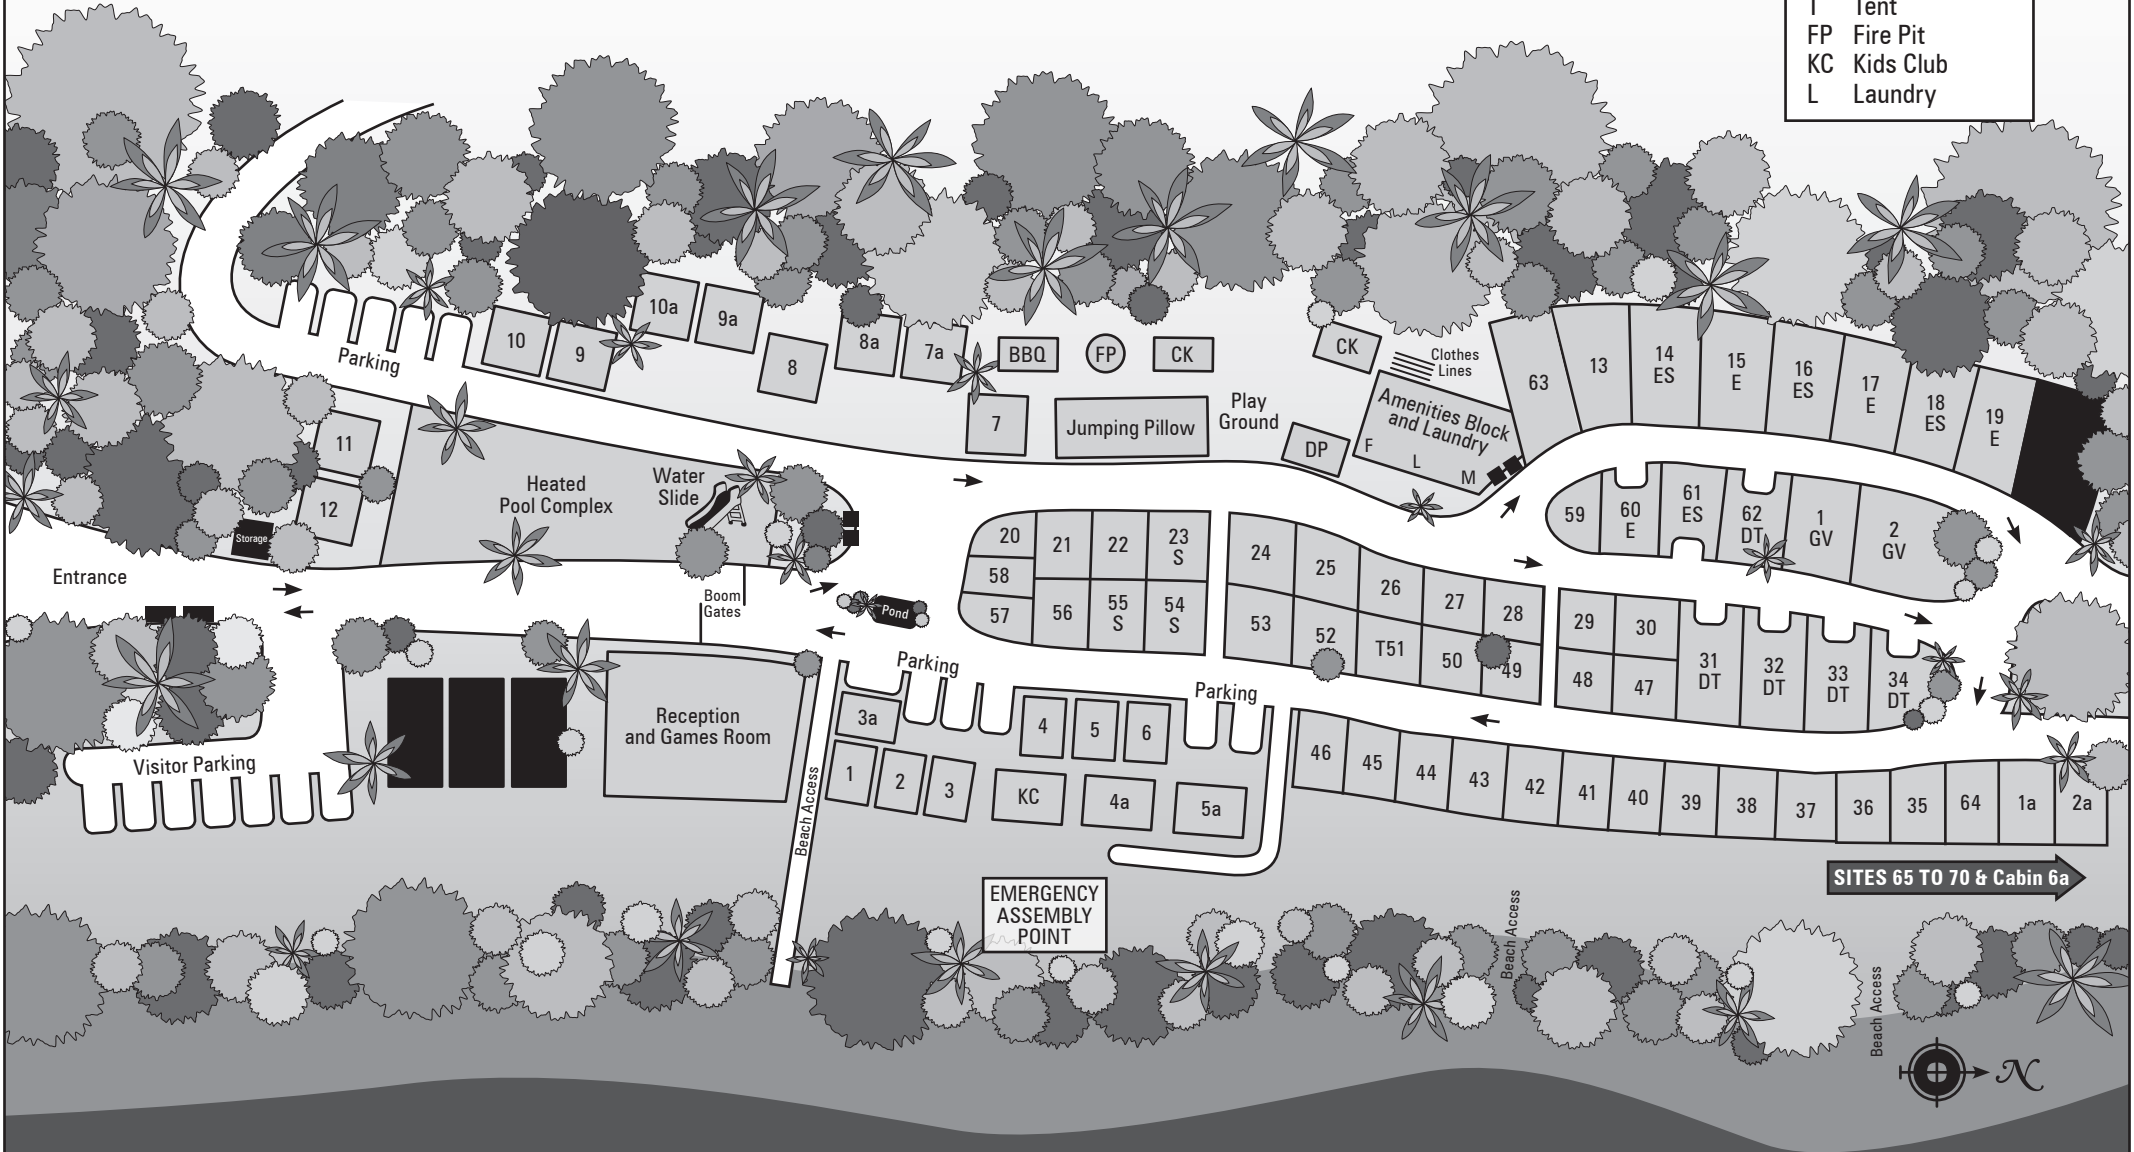 T Tent
FP Fire Pit
KC Kids Club
L Laundry
10a
9a
10
9
8
8a
7a
BBQ
FP
CK
CK
Clothes
Lines
Parking
7
Jumping Pillow
Play
Ground
DP
Amenities Block
and Laundry
F
L
M
63
13
14
ES
15
E
16
ES
17
E
18
ES
19
E
11
12
Storage
Heated
Pool Complex
Water
Slide
59
60
E
61
ES
62
DT
1
GV
2
GV
Entrance
Boom
Gates
Pond
20
58
57
21
22
23
S
56
55
S
54
S
24
25
26
27
28
53
52
T51
50
49
29
30
48
47
31
DT
32
DT
33
DT
34
DT
Parking
Parking
Visitor Parking
Reception
and Games Room
Beach Access
3a
1
2
3
4
5
6
KC
4a
5a
46
45
44
43
42
41
40
39
38
37
36
35
64
1a
2a
SITES 65 TO 70 & Cabin 6a
EMERGENCY
ASSEMBLY
POINT
Beach Access
Beach Access
N